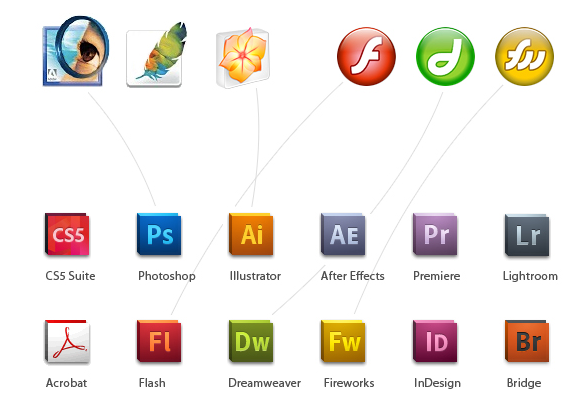 CS5 Ps Ai AE Pr Lr
CS5 Suite Photoshop Illustrator After Effects Premiere Lightroom
Fl Dw Fw ID Br
Acrobat Flash Dreamweaver Fireworks InDesign Bridge